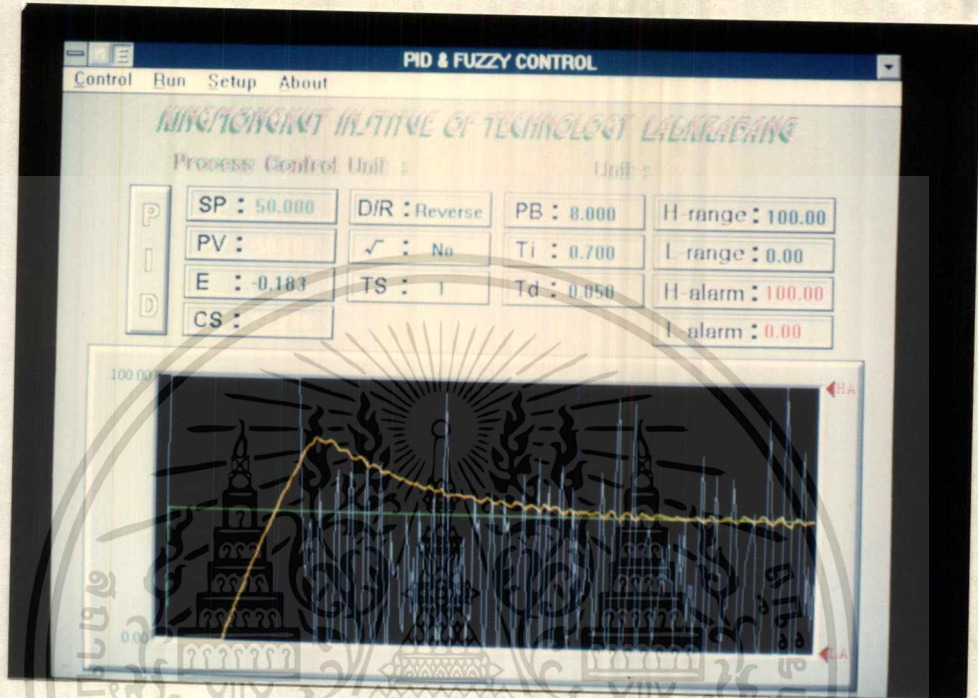 PID & FUZZY CONTROL
Control Run Setup About
Process Control Unit : Unit :
P I D
SP : 50.000 D/R : Reverse PB : 8.000 H-range : 100.00
PV : √ : No Ti : 0.700 L-range : 0.00
E : -0.183 TS : 1 Td : 0.050 H-alarm : 100.00
CS : L-alarm : 0.00
100.00
HA
0.00
LA